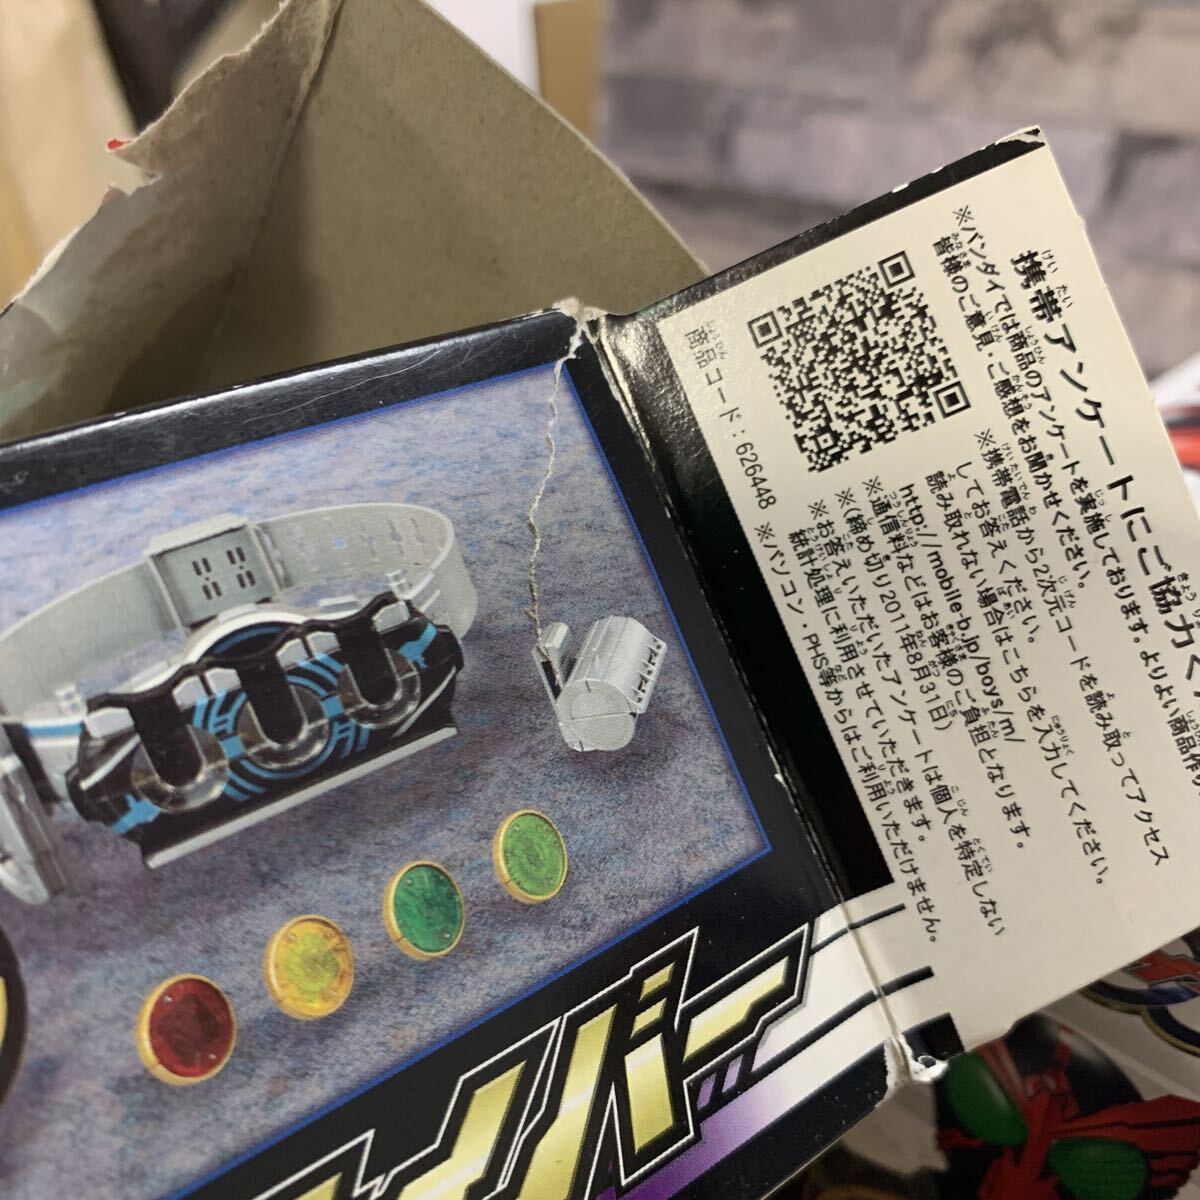 携帯アンケートにご協力く
※バンダイでは商品のアンケートを実施しております。よりよい商品作り
皆様のご意見・ご感想をお聞かせください。
※携帯電話から2次元コードを読み取ってアクセス
してお答えください。
読み取れない場合はこちらを入力してください。
http://mobile-b.jp/boys/m/
※通信料などはお客様のご負担となります。
※(締め切り2011年8月31日)
※お答えいただいたアンケートは個人を特定しない
統計処理に利用させていただきます。
商品コード:626448 ※パソコン・PHS等からはご利用いただけません。
イバー